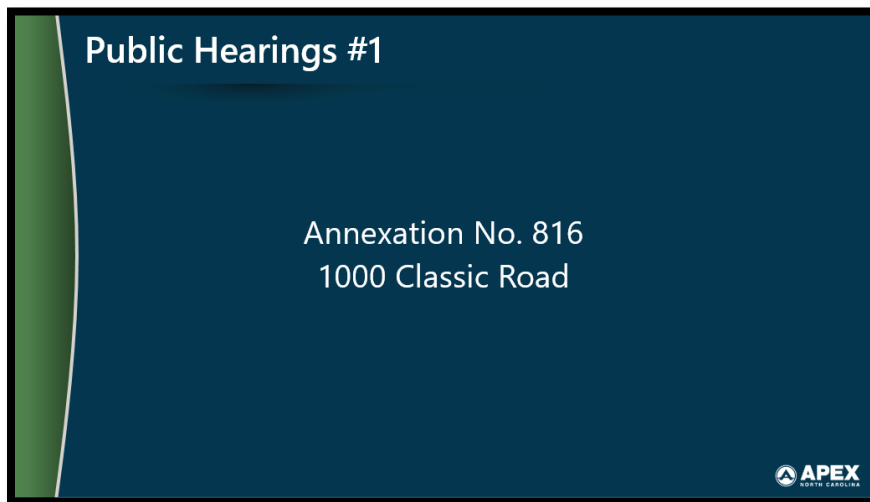 Public Hearings #1
Annexation No. 816
1000 Classic Road
APEX
NORTH CAROLINA